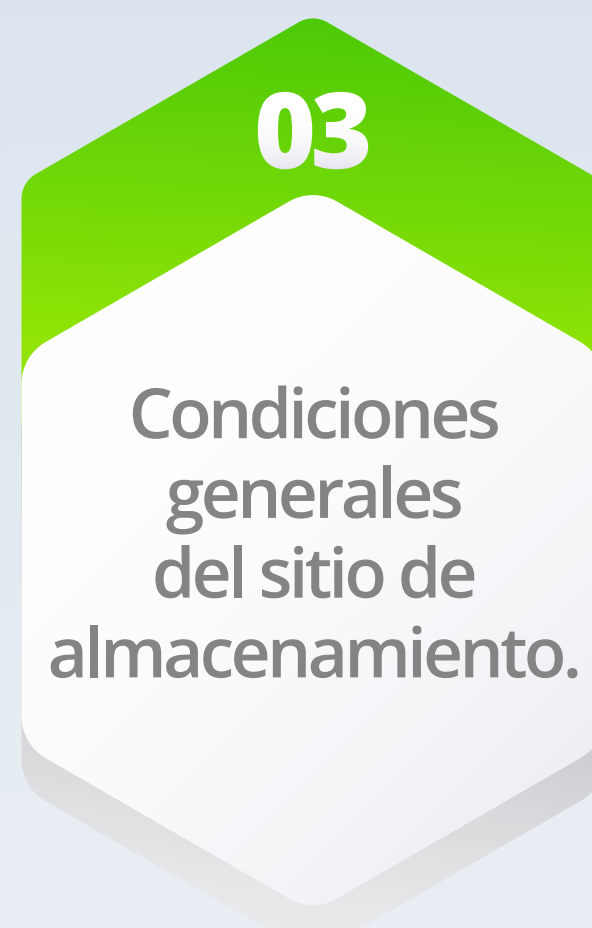 03
Condiciones
generales
del sitio de
almacenamiento.